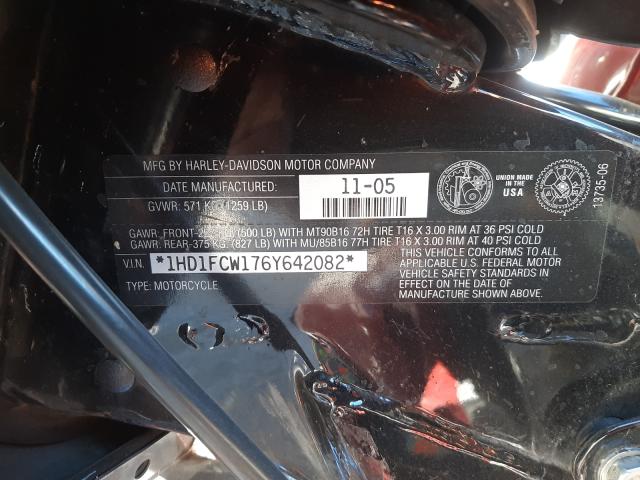 MFG BY HARLEY-DAVIDSON MOTOR COMPANY
DATE MANUFACTURED: 11-05
GVWR: 571 KG (1259 LB)
GAWR, FRONT- KG (500 LB) WITH MT90B16 72H TIRE T16 X 3.00 RIM AT 36 PSI COLD
GAWR: REAR-375 KG (827 LB) WITH MU/85B16 77H TIRE T16 X 3.00 RIM AT 40 PSI COLD
V.I.N. *1HD1FCW176Y642082*
TYPE: MOTORCYCLE
THIS VEHICLE CONFORMS TO ALL
APPLICABLE U.S. FEDERAL MOTOR
VEHICLE SAFETY STANDARDS IN
EFFECT ON THE DATE OF
MANUFACTURE SHOWN ABOVE.
MADE IN
USA
13735-06